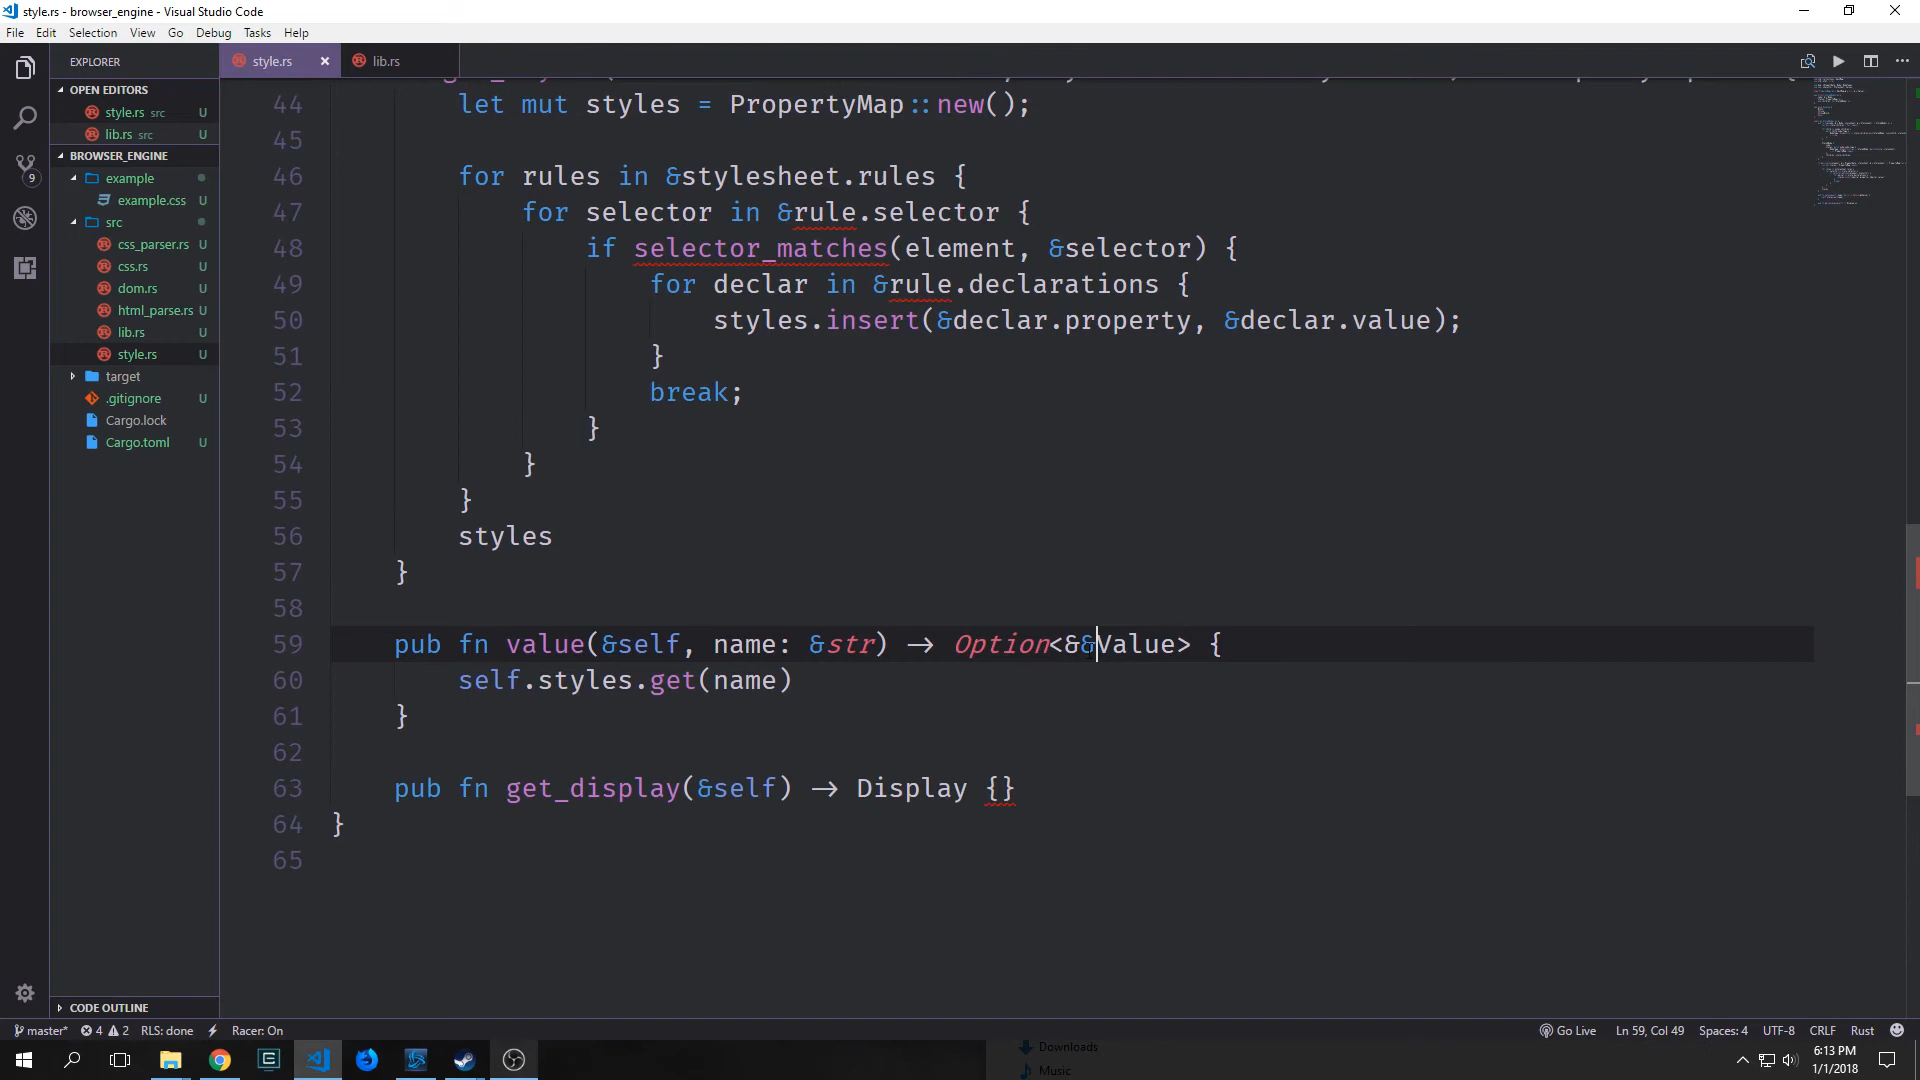 style.rs - browser_engine - Visual Studio Code
File Edit Selection View Go Debug Tasks Help
EXPLORER
style.rs
lib.rs
OPEN EDITORS
style.rs src U
lib.rs src U
BROWSER_ENGINE
example
example.css U
src
css_parser.rs U
css.rs U
dom.rs U
html_parse.rs U
lib.rs U
style.rs U
target
.gitignore U
Cargo.lock
Cargo.toml U
CODE OUTLINE
9
44 let mut styles = PropertyMap::new();
45
46 for rules in &stylesheet.rules {
47 for selector in &rule.selector {
48 if selector_matches(element, &selector) {
49 for declar in &rule.declarations {
50 styles.insert(&declar.property, &declar.value);
51 }
52 break;
53 }
54 }
55 }
56 styles
57 }
58
59 pub fn value(&self, name: &str) → Option<&&Value> {
60 self.styles.get(name)
61 }
62
63 pub fn get_display(&self) → Display {}
64 }
65
master* 4 2 RLS: done Racer: On Go Live Ln 59, Col 49 Spaces: 4 UTF-8 CRLF Rust
Downloads
Music
6:13 PM
1/1/2018